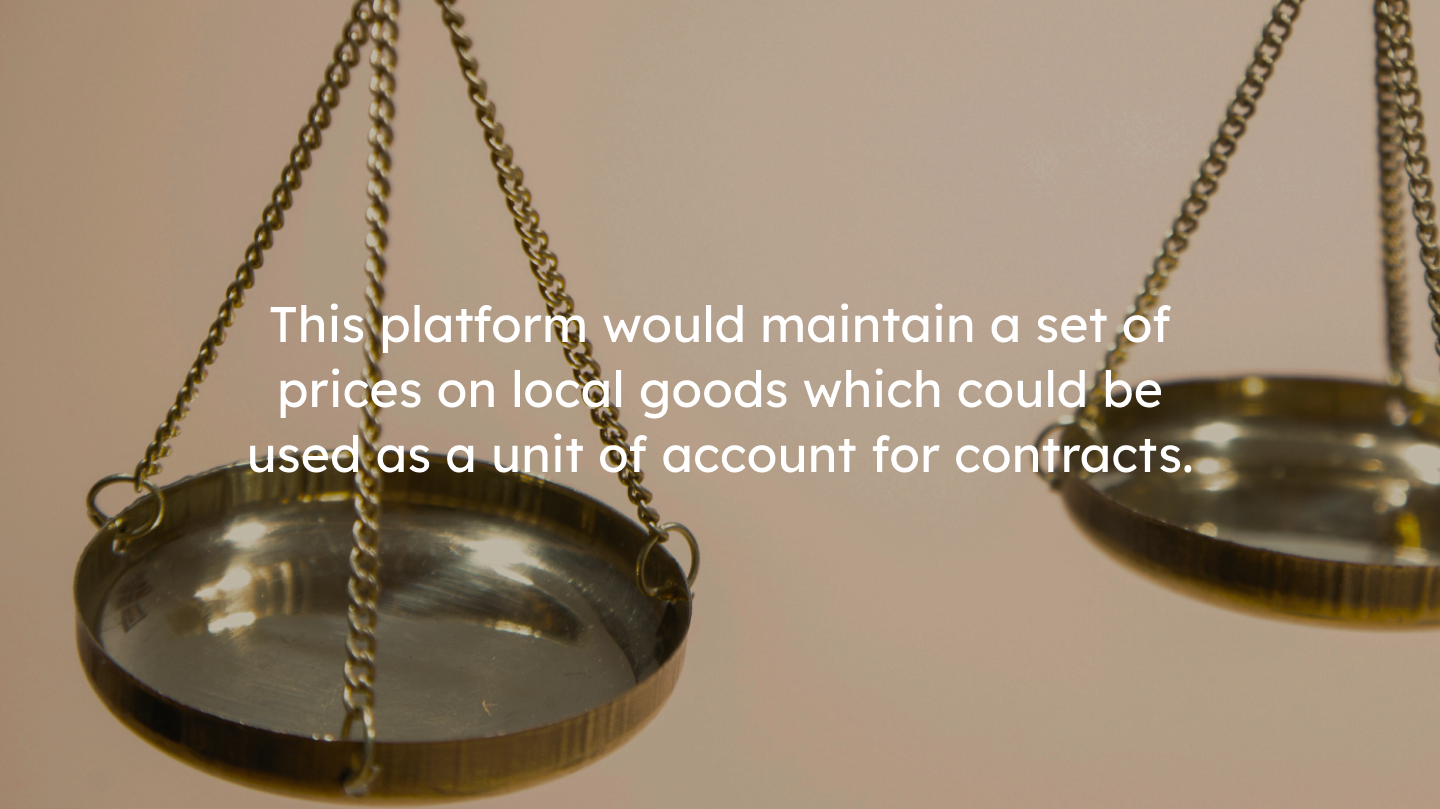 This platform would maintain a set of
prices on local goods which could be
used as a unit of account for contracts.